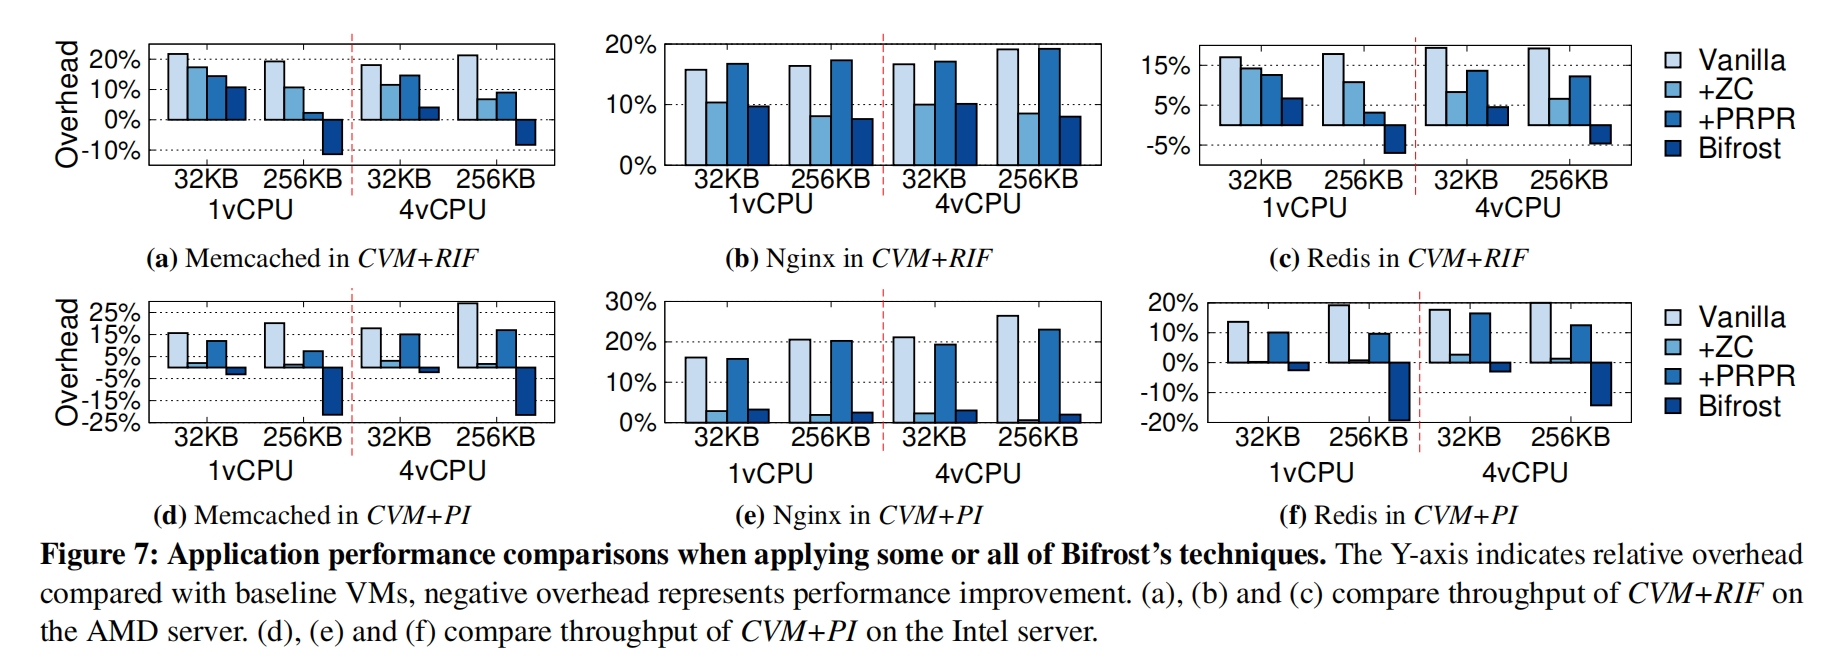 Overhead
20%
10%
0%
-10%
32KB 256KB 32KB 256KB
1vCPU 4vCPU
(a) Memcached in CVM+RIF
20%
10%
0%
32KB 256KB 32KB 256KB
1vCPU 4vCPU
(b) Nginx in CVM+RIF
15%
5%
-5%
32KB 256KB 32KB 256KB
1vCPU 4vCPU
(c) Redis in CVM+RIF
Vanilla
+ZC
+PRPR
Bifrost
Overhead
25%
15%
5%
-5%
-15%
-25%
32KB 256KB 32KB 256KB
1vCPU 4vCPU
(d) Memcached in CVM+PI
30%
20%
10%
0%
32KB 256KB 32KB 256KB
1vCPU 4vCPU
(e) Nginx in CVM+PI
20%
10%
0%
-10%
-20%
32KB 256KB 32KB 256KB
1vCPU 4vCPU
(f) Redis in CVM+PI
Vanilla
+ZC
+PRPR
Bifrost
Figure 7: Application performance comparisons when applying some or all of Bifrost's techniques. The Y-axis indicates relative overhead
compared with baseline VMs, negative overhead represents performance improvement. (a), (b) and (c) compare throughput of CVM+RIF on
the AMD server. (d), (e) and (f) compare throughput of CVM+PI on the Intel server.